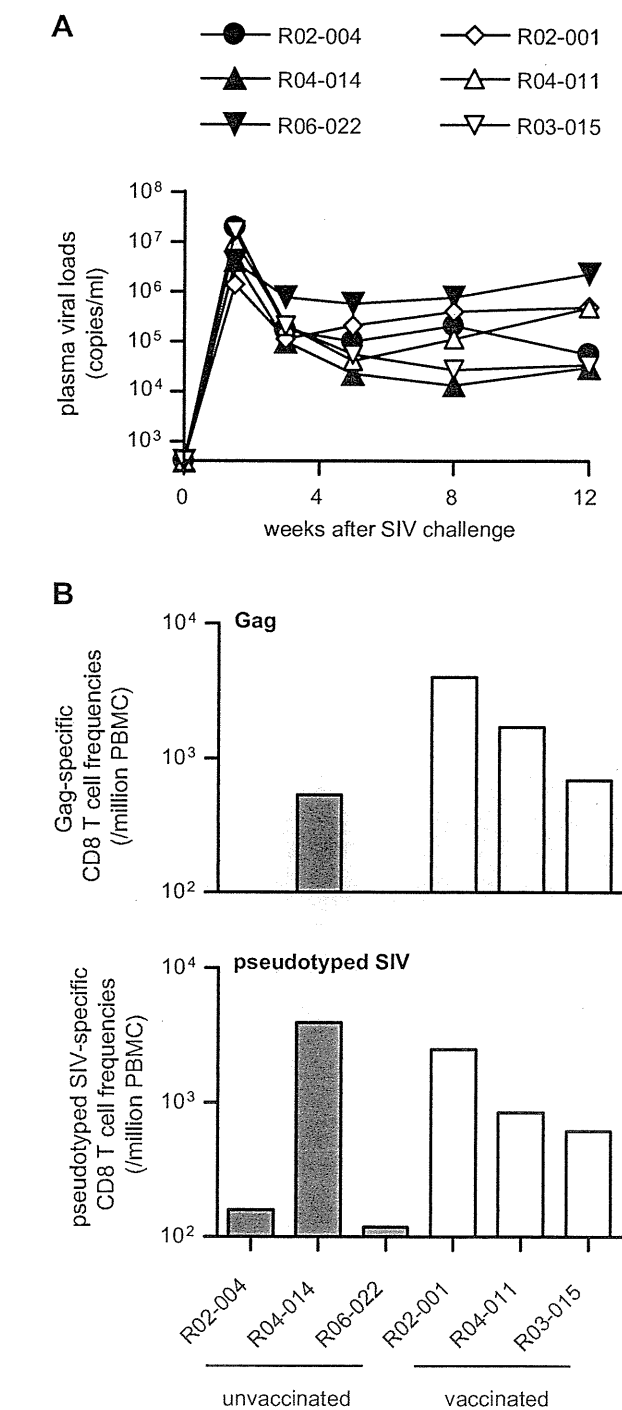 A
R02-004 R02-001
R04-014 R04-011
R06-022 R03-015
plasma viral loads
(copies/ml)
10⁸
10⁷
10⁶
10⁵
10⁴
10³
0 4 8 12
weeks after SIV challenge
B
Gag
Gag-specific
CD8 T cell frequencies
(/million PBMC)
10⁴
10³
10²
pseudotyped SIV
pseudotyped SIV-specific
CD8 T cell frequencies
(/million PBMC)
10⁴
10³
10²
R02-004 R04-014 R06-022 R02-001 R04-011 R03-015
unvaccinated vaccinated